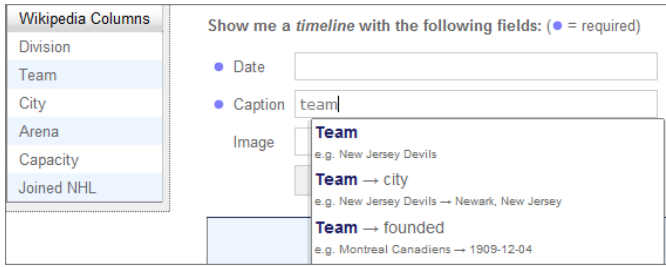 Wikipedia Columns
Division
Team
City
Arena
Capacity
Joined NHL
Show me a timeline with the following fields: (● = required)
● Date
● Caption team
Team
e.g. New Jersey Devils
Team → city
e.g. New Jersey Devils → Newark, New Jersey
Team → founded
e.g. Montreal Canadiens → 1909-12-04
Image